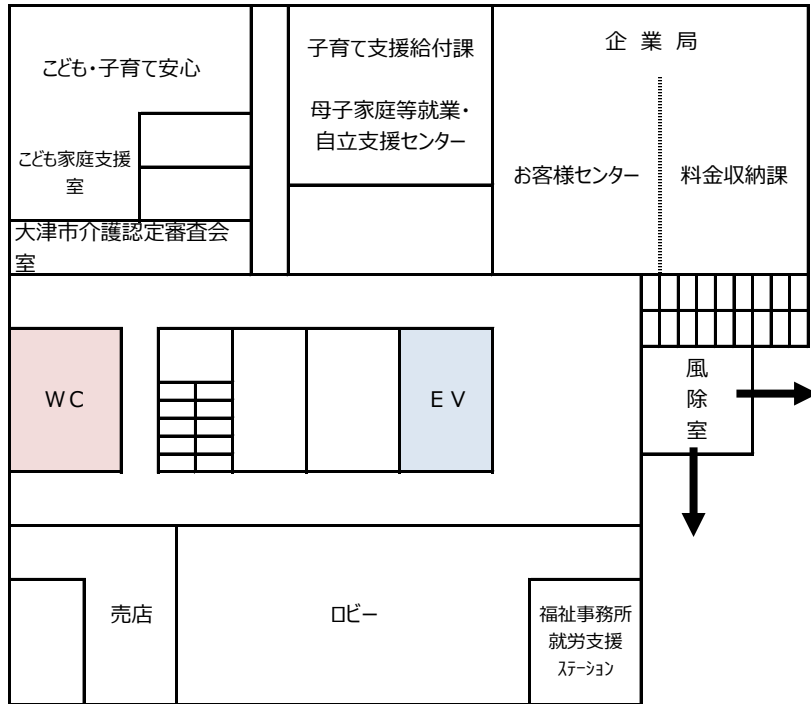 こども・子育て安心
こども家庭支援
室
大津市介護認定審査会
室
子育て支援給付課
母子家庭等就業・
自立支援センター
企 業 局
お客様センター
料金収納課
WC
ＥＶ
風
除
室
売店
ロビー
福祉事務所
就労支援
ｽﾃｰｼｮﾝ